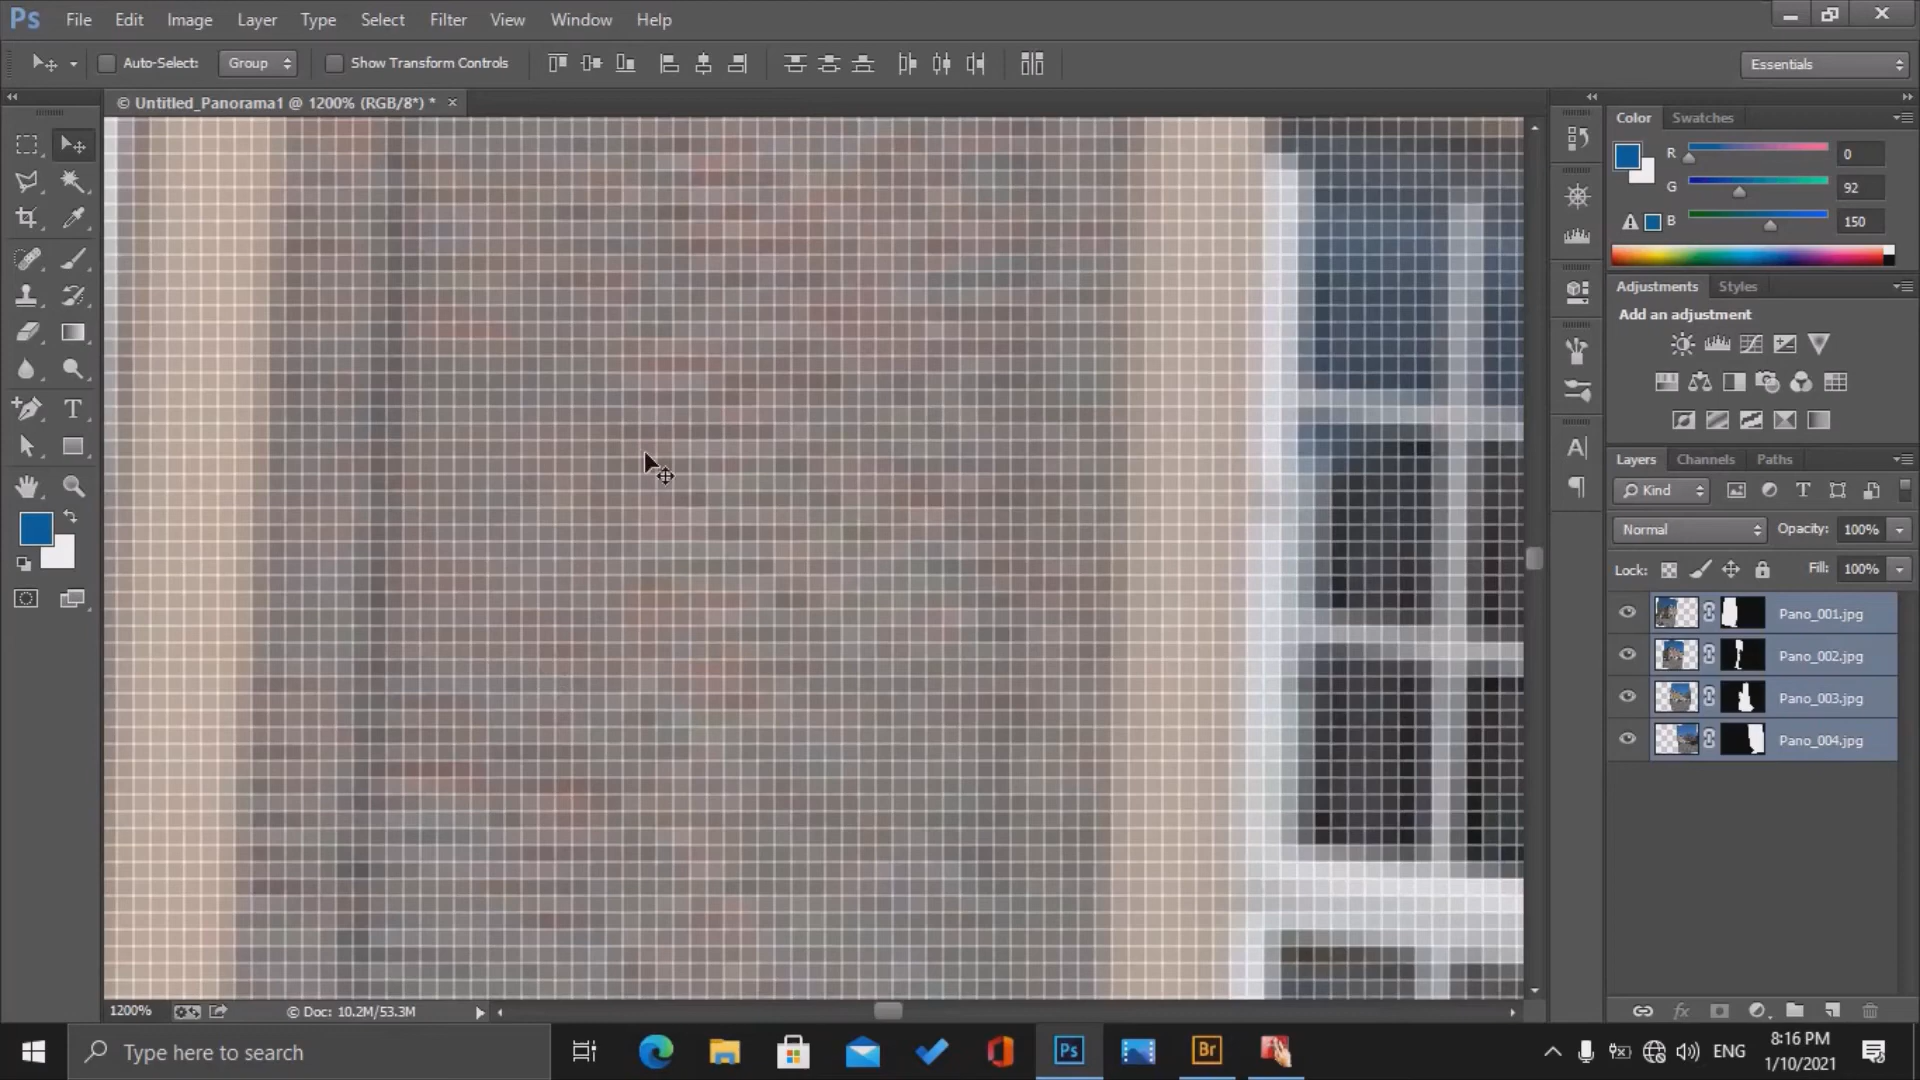 Ps File Edit Image Layer Type Select Filter View Window Help
Auto-Select: Group Show Transform Controls Essentials
© Untitled_Panorama1 @ 1200% (RGB/8*) *
Color Swatches
R 0
G 92
B 150
Adjustments Styles
Add an adjustment
Layers Channels Paths
Kind
Normal Opacity: 100%
Lock: Fill: 100%
Pano_001.jpg
Pano_002.jpg
Pano_003.jpg
Pano_004.jpg
1200% © Doc: 10.2M/53.3M
Type here to search Ps Br ENG 8:16 PM
1/10/2021